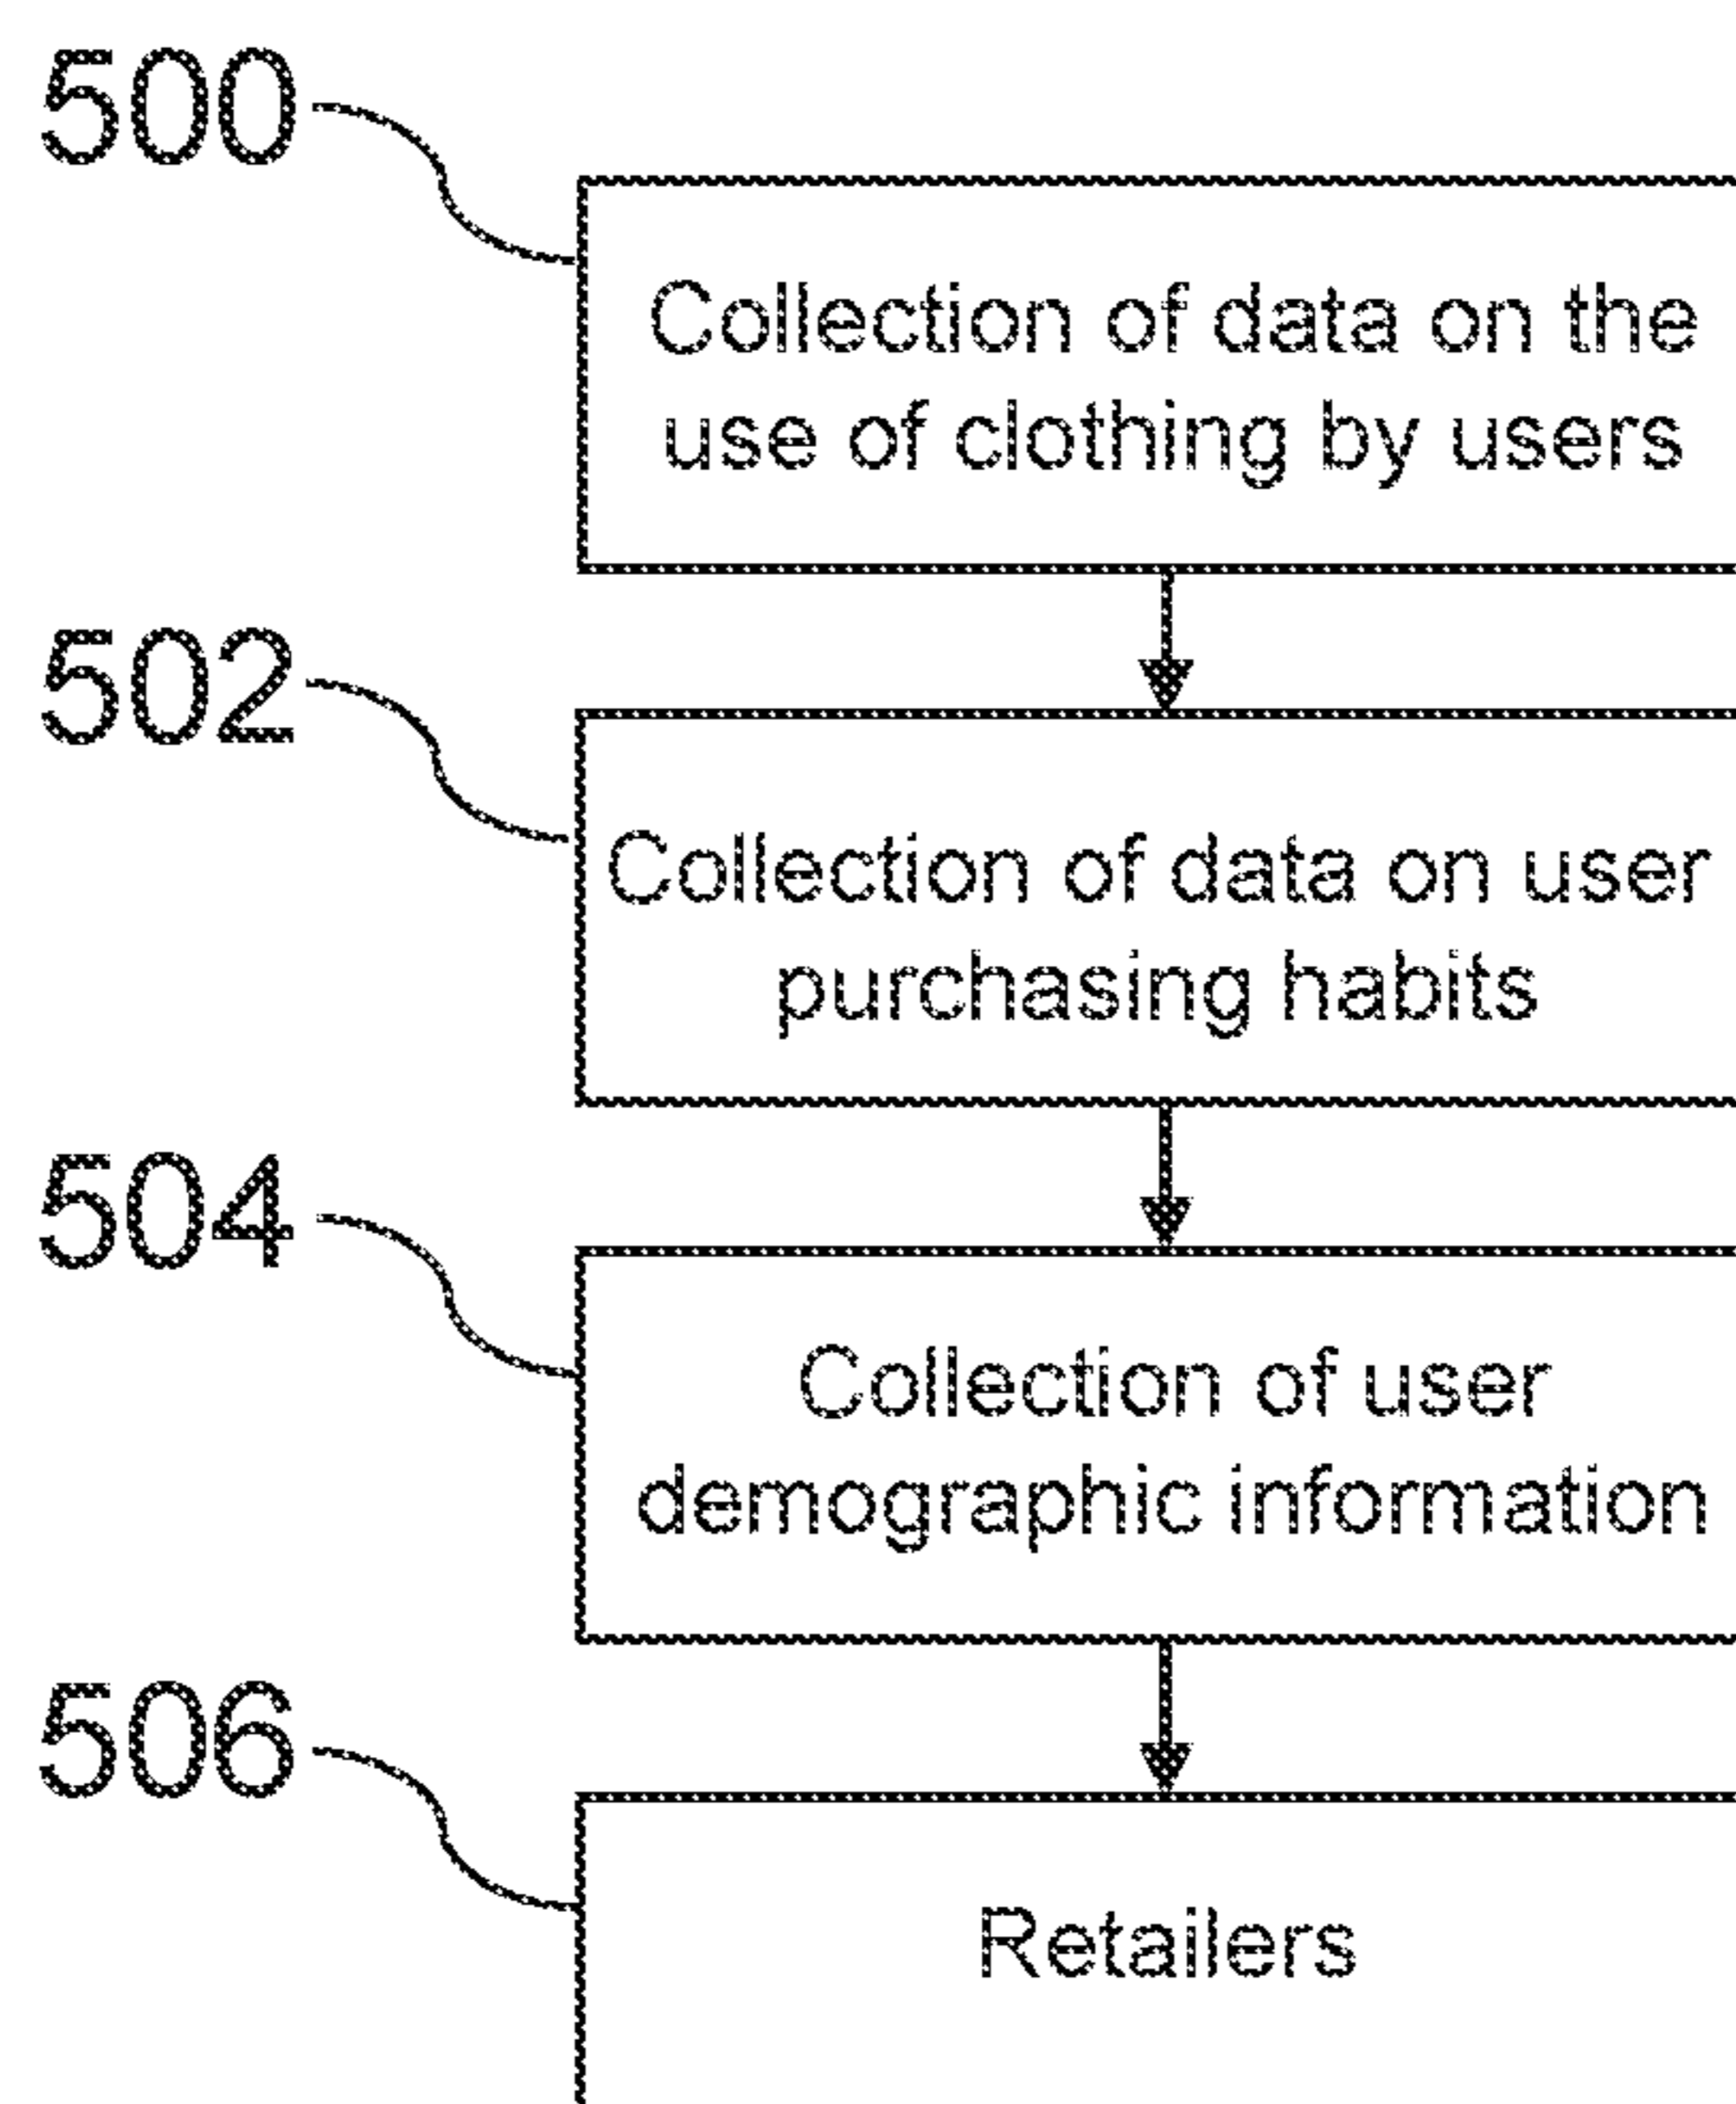 500
Collection of data on the
use of clothing by users
502
Collection of data on user
purchasing habits
504
Collection of user
demographic information
506
Retailers